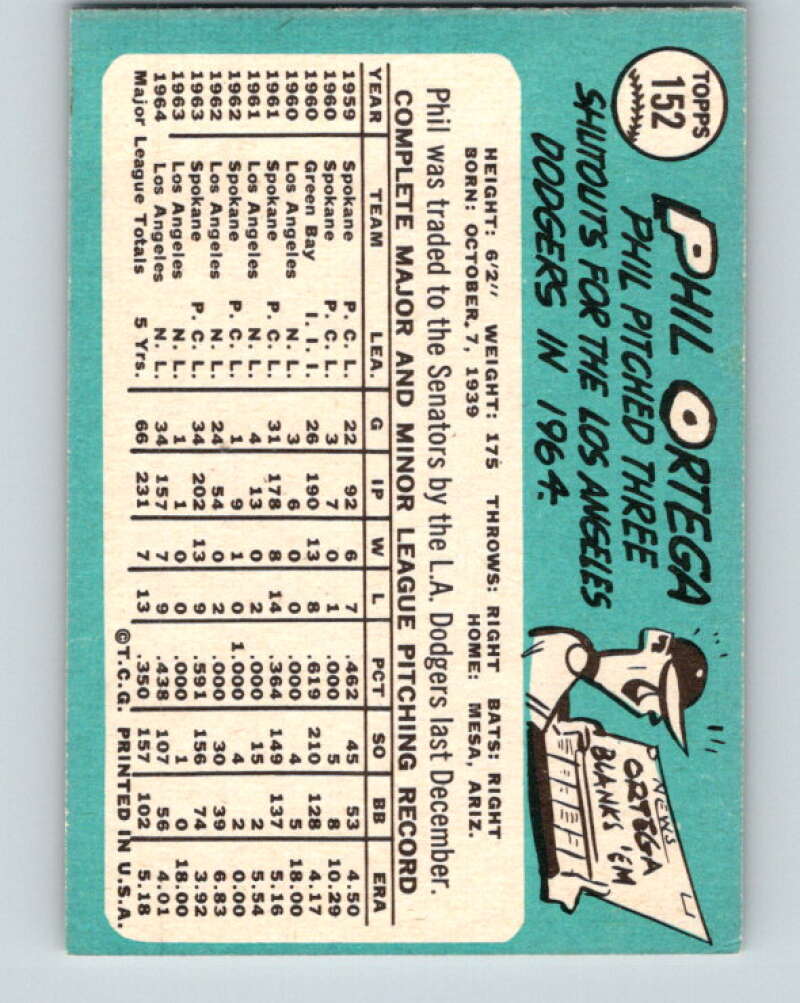 TOPPS
152
PHIL ORTEGA
PHIL PITCHED THREE
SHUTOUTS FOR THE LOS ANGELES
DODGERS IN 1964.
NEWS
ORTEGA
BLANKS 'EM
HEIGHT: 6'2" WEIGHT: 175 THROWS: RIGHT BATS: RIGHT
BORN: OCTOBER, 7, 1939 HOME: MESA, ARIZ.
Phil was traded to the Senators by the L.A. Dodgers last December.
COMPLETE MAJOR AND MINOR LEAGUE PITCHING RECORD
YEAR TEAM LEA. G IP W L PCT SO BB ERA
1959 Spokane P. C. L. 22 92 6 7 .462 45 53 4.50
1960 Spokane P. C. L. 3 7 0 1 .000 5 8 10.29
1960 Green Bay I. I. I. 26 190 13 8 .619 210 128 4.17
1960 Los Angeles N. L. 3 6 0 0 .000 4 5 18.00
1961 Spokane P. C. L. 31 178 8 14 .364 149 137 5.16
1961 Los Angeles N. L. 4 13 0 2 .000 15 2 5.54
1962 Spokane P. C. L. 1 9 1 0 1.000 4 2 0.00
1962 Los Angeles N. L. 24 54 0 2 .000 30 39 6.83
1963 Spokane P. C. L. 34 202 13 9 .591 156 74 3.92
1963 Los Angeles N. L. 1 1 0 0 .000 1 0 18.00
1964 Los Angeles N. L. 34 157 7 9 .438 107 56 4.01
Major League Totals 5 Yrs. 66 231 7 13 .350 157 102 5.18
©T.C.G. PRINTED IN U.S.A.